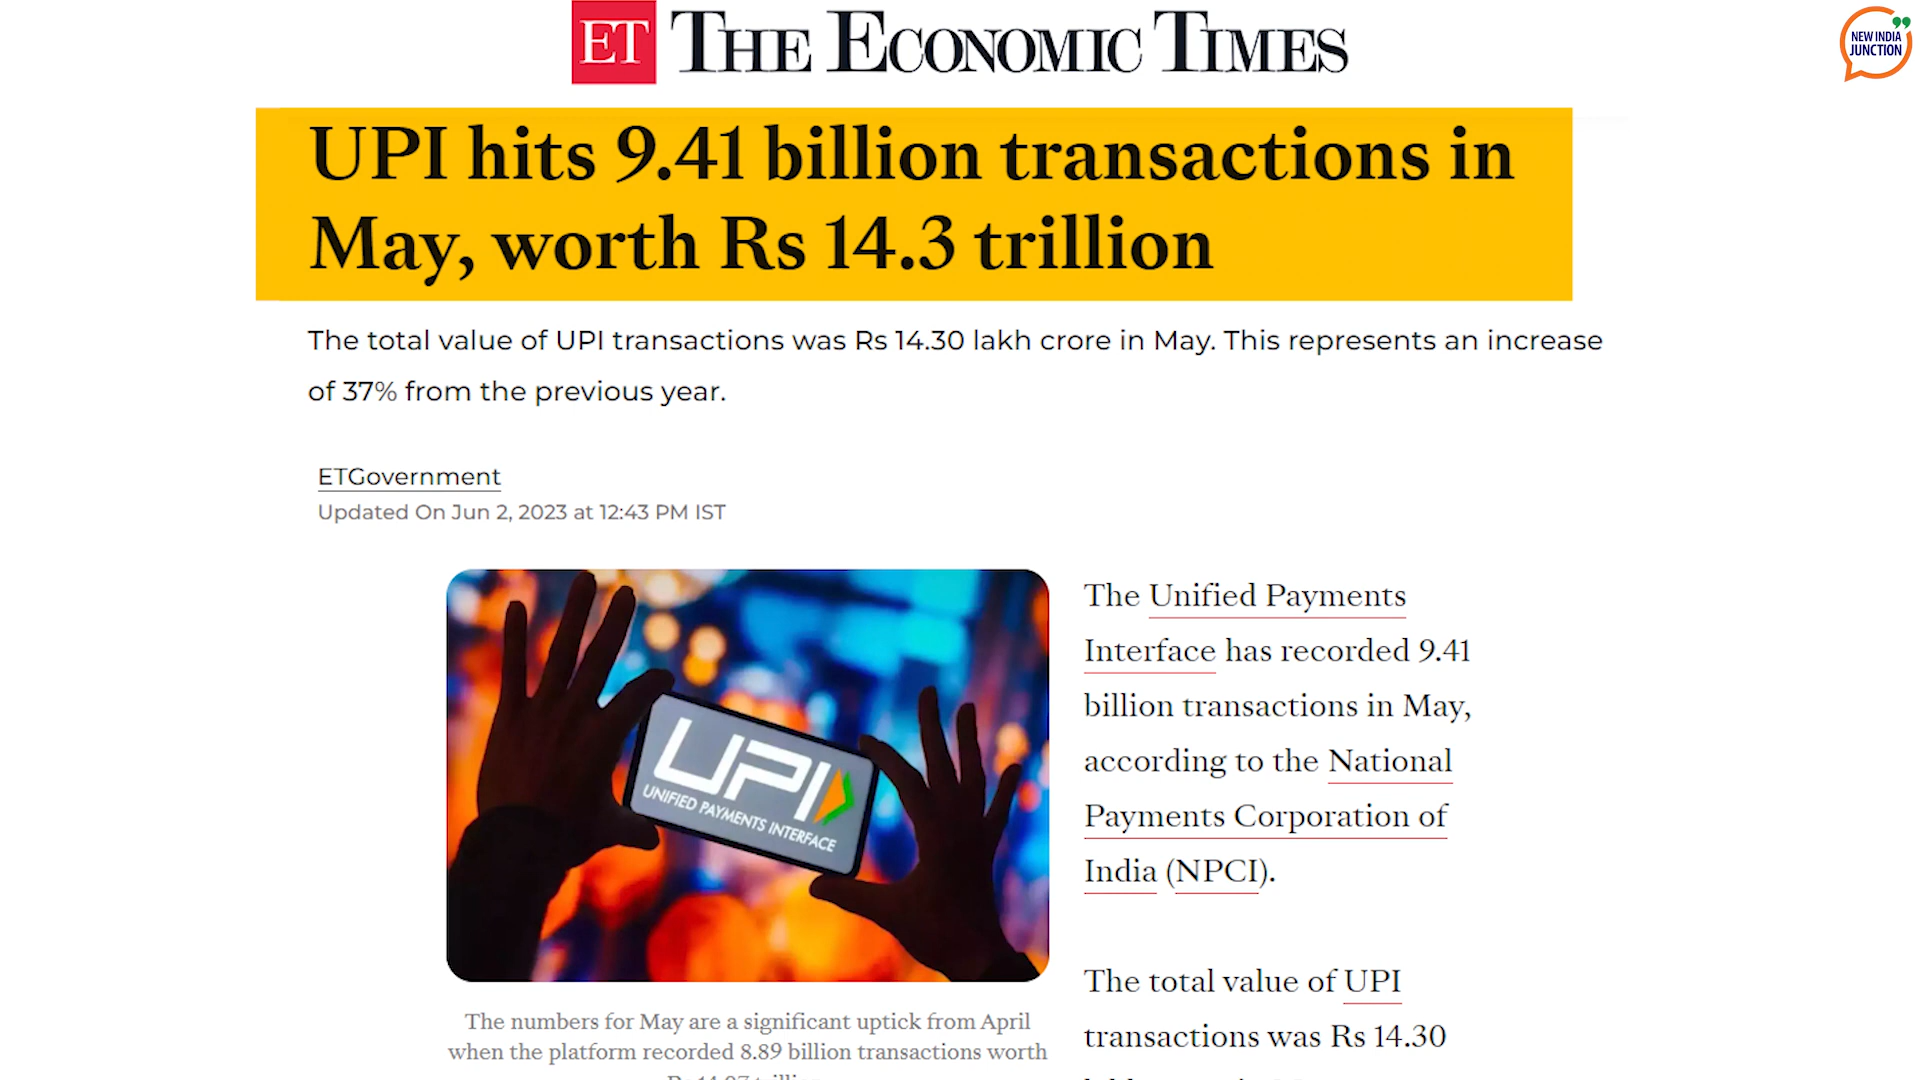 ET THE ECONOMIC TIMES
NEW INDIA
JUNCTION
UPI hits 9.41 billion transactions in
May, worth Rs 14.3 trillion
The total value of UPI transactions was Rs 14.30 lakh crore in May. This represents an increase
of 37% from the previous year.
ETGovernment
Updated On Jun 2, 2023 at 12:43 PM IST
UPI
UNIFIED PAYMENTS INTERFACE
The numbers for May are a significant uptick from April
when the platform recorded 8.89 billion transactions worth
The Unified Payments
Interface has recorded 9.41
billion transactions in May,
according to the National
Payments Corporation of
India (NPCI).
The total value of UPI
transactions was Rs 14.30